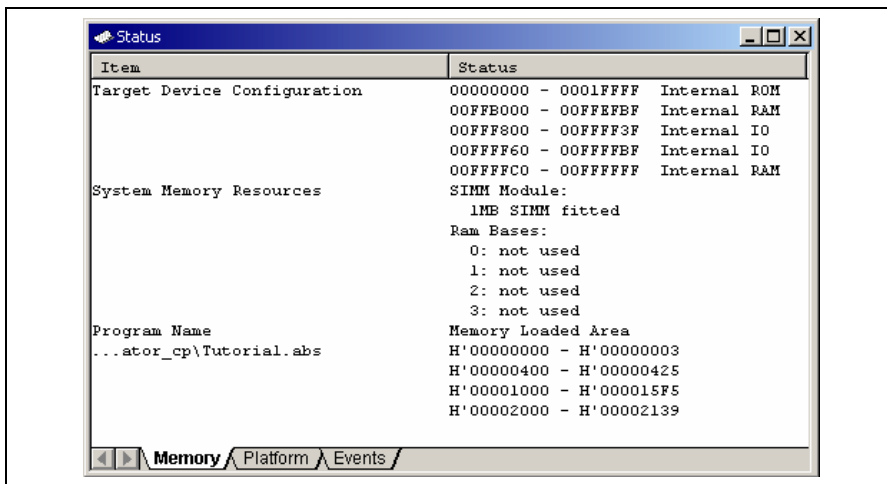 Status
Item Status
Target Device Configuration 00000000 - 0001FFFF Internal ROM
00FFB000 - 00FFEFBF Internal RAM
00FFF800 - 00FFFF3F Internal IO
00FFFF60 - 00FFFFBF Internal IO
00FFFFC0 - 00FFFFFF Internal RAM
System Memory Resources SIMM Module:
1MB SIMM fitted
Ram Bases:
0: not used
1: not used
2: not used
3: not used
Program Name Memory Loaded Area
...ator_cp\Tutorial.abs H'00000000 - H'00000003
H'00000400 - H'00000425
H'00001000 - H'000015F5
H'00002000 - H'00002139
Memory Platform Events